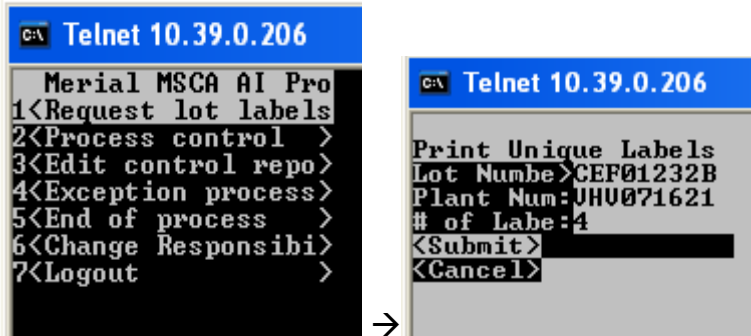 Telnet 10.39.0.206
Merial MSCA AI Pro
1<Request lot labels
2<Process control >
3<Edit control repo>
4<Exception process>
5<End of process >
6<Change Responsibi>
7<Logout >
→
Telnet 10.39.0.206
Print Unique Labels
Lot Numbe>CEF01232B
Plant Num:VHV071621
# of Labe:4
<Submit>
<Cancel>